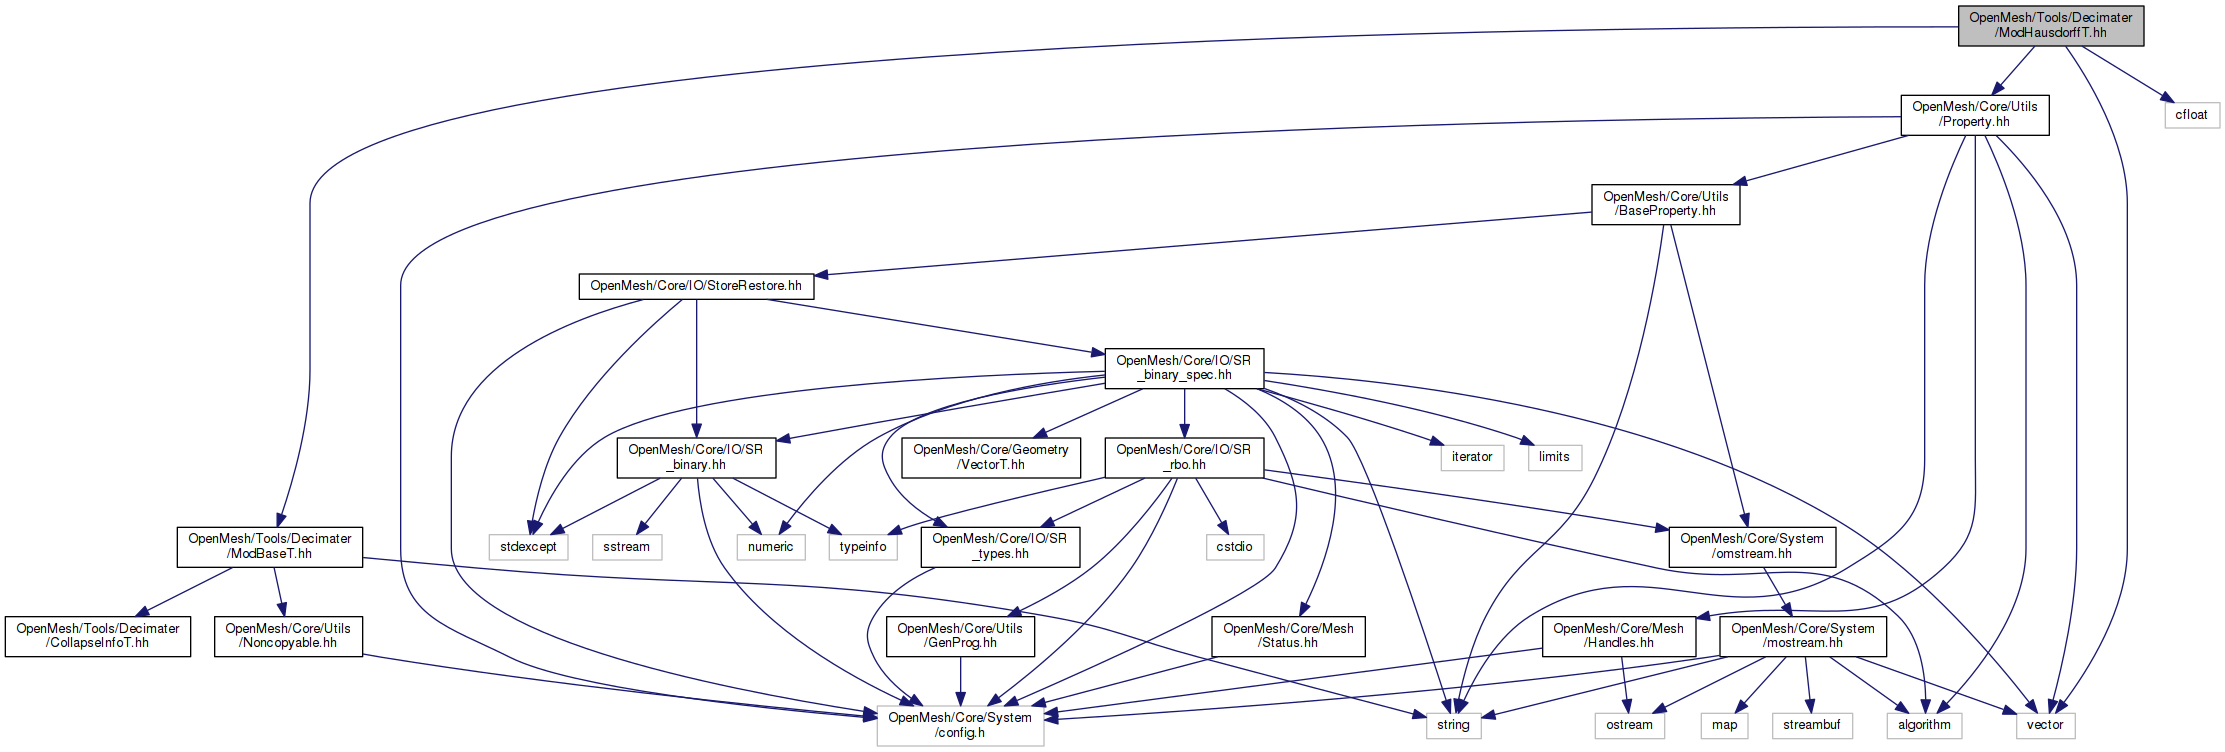 OpenMesh/Tools/Decimater
/ModHausdorffT.hh
OpenMesh/Core/Utils
/Property.hh
cfloat
OpenMesh/Core/Utils
/BaseProperty.hh
OpenMesh/Core/IO/StoreRestore.hh
OpenMesh/Core/IO/SR
_binary_spec.hh
OpenMesh/Core/IO/SR
_binary.hh
OpenMesh/Core/Geometry
/VectorT.hh
OpenMesh/Core/IO/SR
_rbo.hh
iterator
limits
OpenMesh/Tools/Decimater
/ModBaseT.hh
stdexcept
sstream
numeric
typeinfo
OpenMesh/Core/IO/SR
_types.hh
cstdio
OpenMesh/Core/System
/omstream.hh
OpenMesh/Tools/Decimater
/CollapseInfoT.hh
OpenMesh/Core/Utils
/Noncopyable.hh
OpenMesh/Core/Utils
/GenProg.hh
OpenMesh/Core/Mesh
/Status.hh
OpenMesh/Core/Mesh
/Handles.hh
OpenMesh/Core/System
/mostream.hh
OpenMesh/Core/System
/config.h
string
ostream
map
streambuf
algorithm
vector